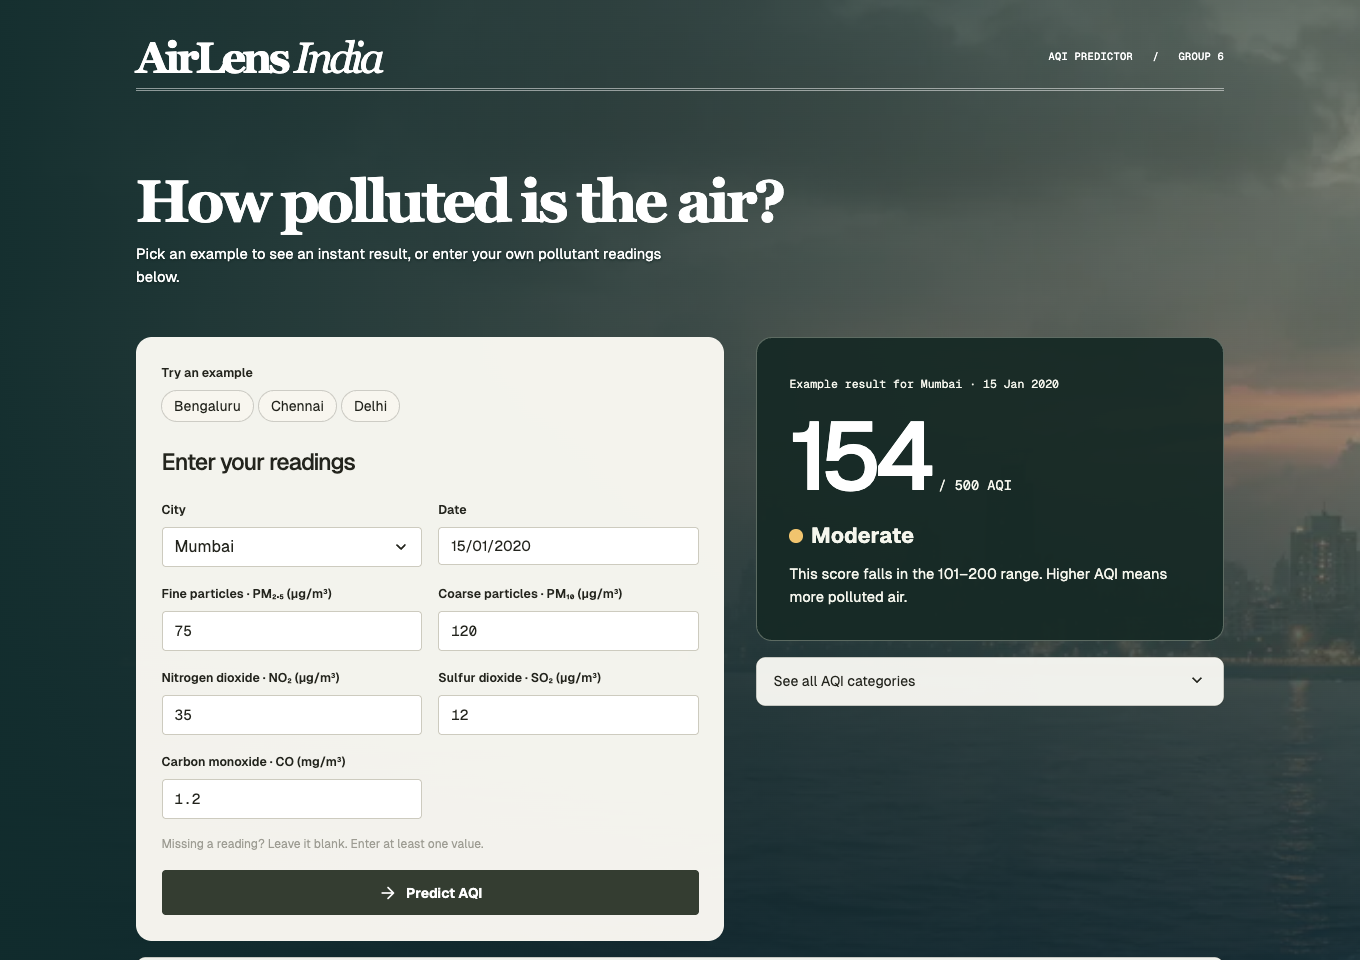 AirLens India
AQI PREDICTOR / GROUP 6
How polluted is the air?
Pick an example to see an instant result, or enter your own pollutant readings
below.
Try an example
Bengaluru Chennai Delhi
Enter your readings
City
Mumbai
Date
15/01/2020
Fine particles · PM₂.₅ (µg/m³)
75
Coarse particles · PM₁₀ (µg/m³)
120
Nitrogen dioxide · NO₂ (µg/m³)
35
Sulfur dioxide · SO₂ (µg/m³)
12
Carbon monoxide · CO (mg/m³)
1.2
Missing a reading? Leave it blank. Enter at least one value.
→ Predict AQI
Example result for Mumbai · 15 Jan 2020
154 / 500 AQI
Moderate
This score falls in the 101–200 range. Higher AQI means
more polluted air.
See all AQI categories